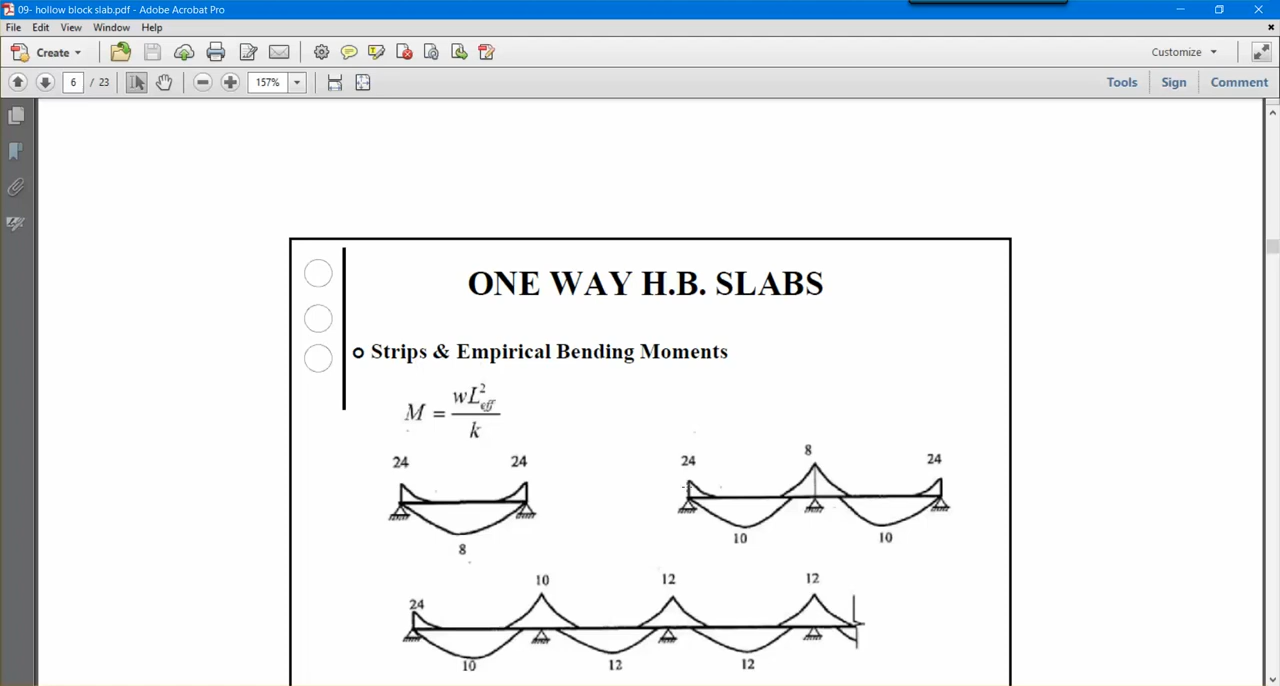 09- hollow block slab.pdf - Adobe Acrobat Pro
File Edit View Window Help
Create
Customize
6 / 23
157%
Tools Sign Comment
ONE WAY H.B. SLABS
Strips & Empirical Bending Moments
M = wL²eff / k
24 24
8
24 8 24
10 10
24 10 12 12
10 12 12